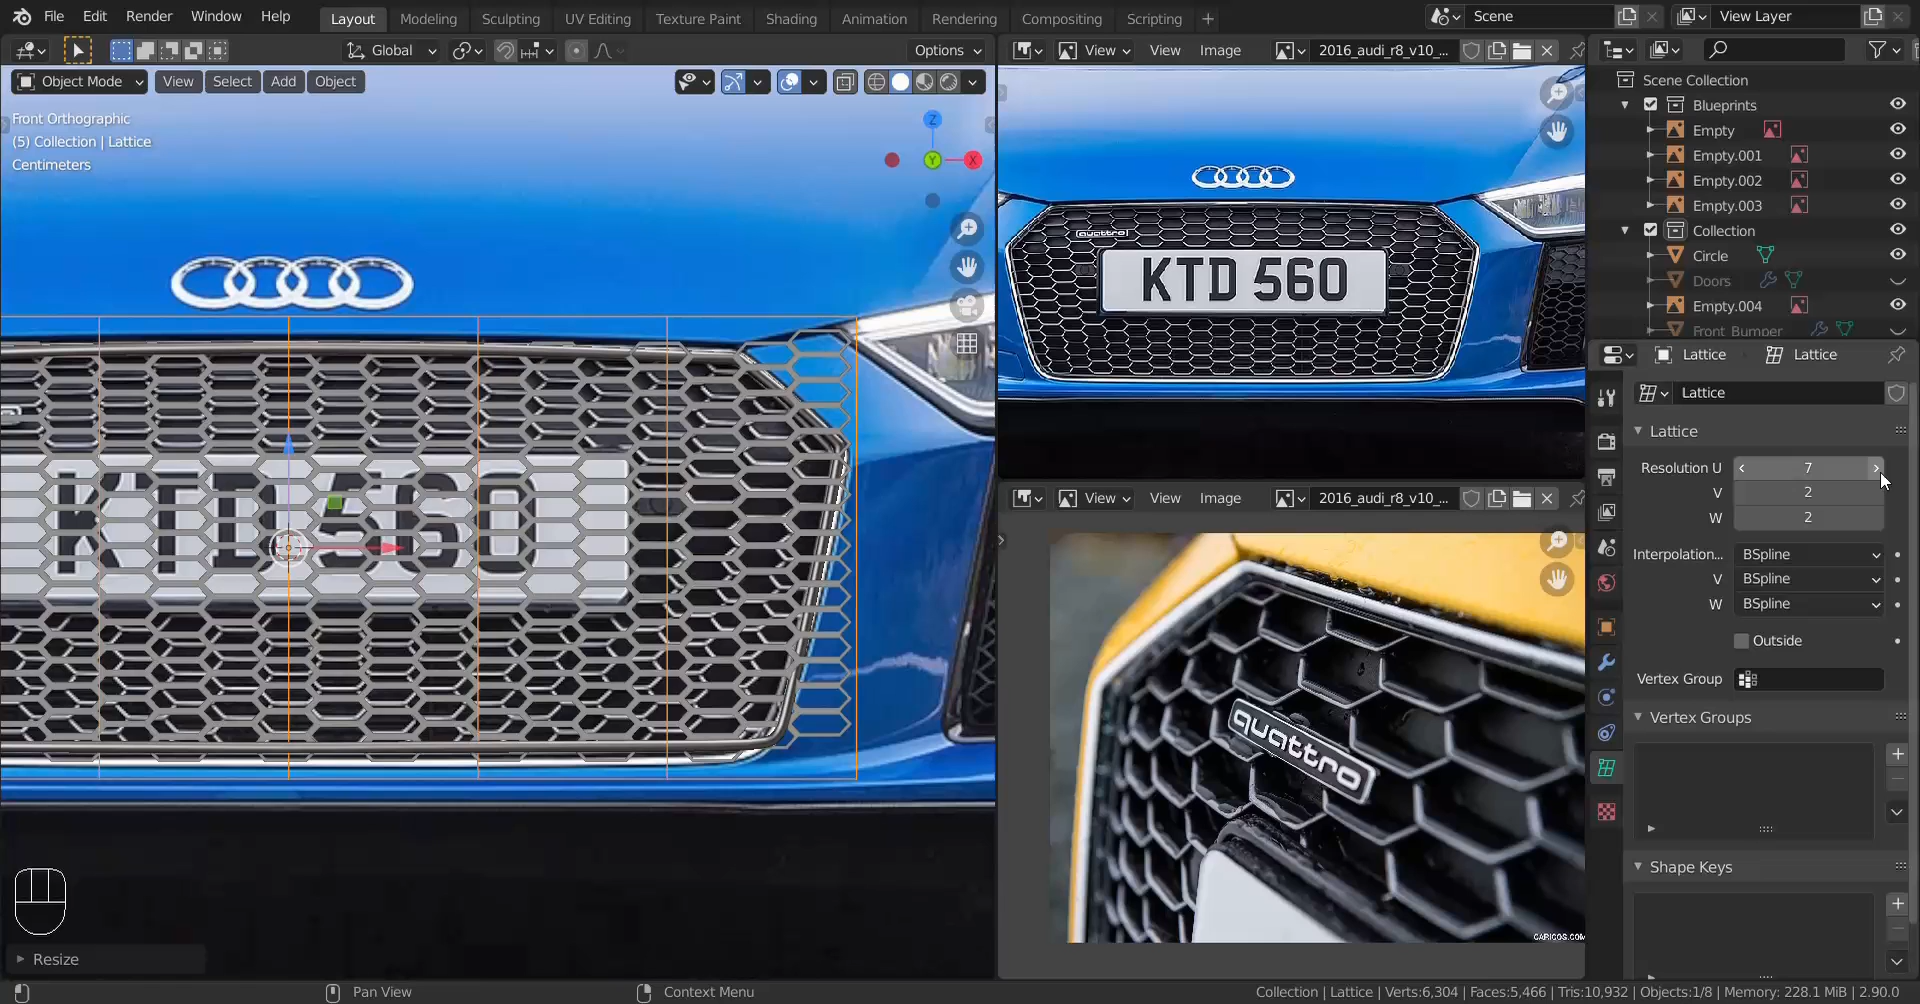 File Edit Render Window Help Layout Modeling Sculpting UV Editing Texture Paint Shading Animation Rendering Compositing Scripting + Scene View Layer
Global Options View View Image 2016_audi_r8_v10_...
Object Mode View Select Add Object
Front Orthographic
(5) Collection | Lattice
Centimeters
Z
Y
X
KTD 560
quattro
KTD 560
View View Image 2016_audi_r8_v10_...
quattro
CARICOS.COM
Scene Collection
Blueprints
Empty
Empty.001
Empty.002
Empty.003
Collection
Circle
Doors
Empty.004
Front Bumper
Lattice Lattice
Lattice
Lattice
Resolution U 7
V 2
W 2
Interpolation... BSpline
V BSpline
W BSpline
Outside
Vertex Group
Vertex Groups
Shape Keys
Resize
Pan View Context Menu Collection | Lattice | Verts:6,304 | Faces:5,466 | Tris:10,932 | Objects:1/8 | Memory: 228.1 MiB | 2.90.0